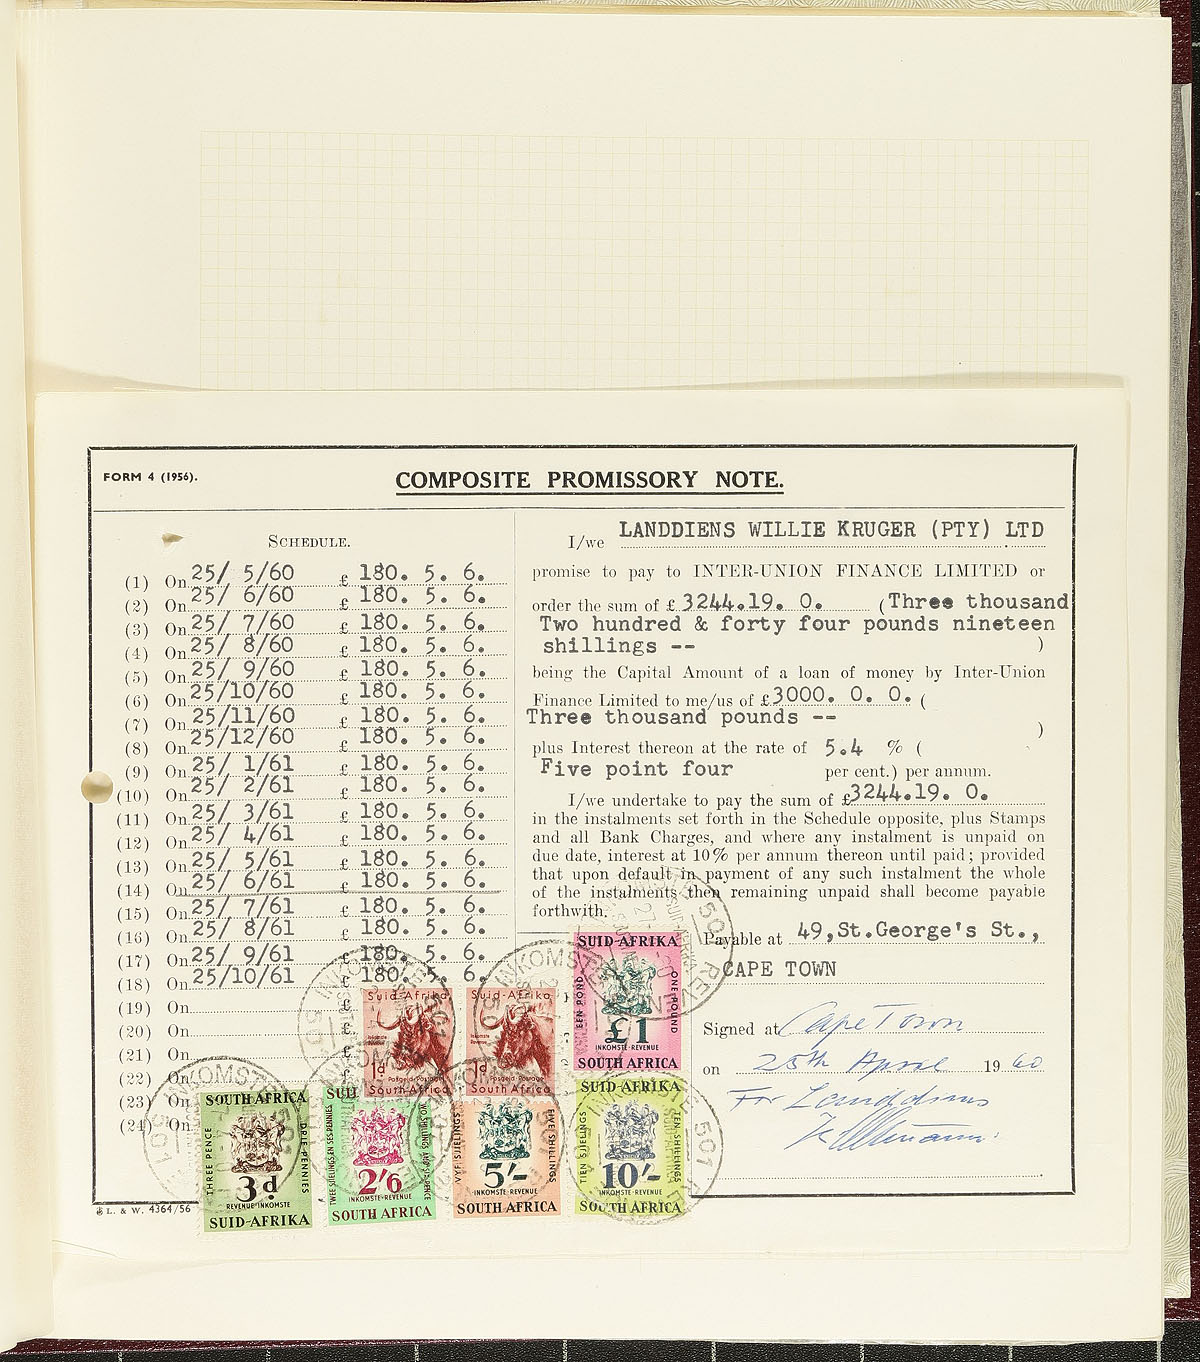 FORM 4 (1956).
COMPOSITE PROMISSORY NOTE.
SCHEDULE.
(1) On 25/ 5/60 £ 180. 5. 6.
(2) On 25/ 6/60 £ 180. 5. 6.
(3) On 25/ 7/60 £ 180. 5. 6.
(4) On 25/ 8/60 £ 180. 5. 6.
(5) On 25/ 9/60 £ 180. 5. 6.
(6) On 25/10/60 £ 180. 5. 6.
(7) On 25/11/60 £ 180. 5. 6.
(8) On 25/12/60 £ 180. 5. 6.
(9) On 25/ 1/61 £ 180. 5. 6.
(10) On 25/ 2/61 £ 180. 5. 6.
(11) On 25/ 3/61 £ 180. 5. 6.
(12) On 25/ 4/61 £ 180. 5. 6.
(13) On 25/ 5/61 £ 180. 5. 6.
(14) On 25/ 6/61 £ 180. 5. 6.
(15) On 25/ 7/61 £ 180. 5. 6.
(16) On 25/ 8/61 £ 180. 5. 6.
(17) On 25/ 9/61 £ 180. 5. 6.
(18) On 25/10/61 £ 180. 5. 6.
(19) On
(20) On
(21) On
(22) On
(23) On
(24) On
I/we LANDDIENS WILLIE KRUGER (PTY) LTD
promise to pay to INTER-UNION FINANCE LIMITED or
order the sum of £ 3244.19. 0. (Three thousand
Two hundred & forty four pounds nineteen
shillings -- )
being the Capital Amount of a loan of money by Inter-Union
Finance Limited to me/us of £ 3000. 0. 0. (
Three thousand pounds -- )
plus Interest thereon at the rate of 5.4 % (
Five point four per cent.) per annum.
I/we undertake to pay the sum of £ 3244.19. 0.
in the instalments set forth in the Schedule opposite, plus Stamps
and all Bank Charges, and where any instalment is unpaid on
due date, interest at 10% per annum thereon until paid; provided
that upon default in payment of any such instalment the whole
of the instalments then remaining unpaid shall become payable
forthwith.
Payable at 49,St.George's St.,
CAPE TOWN
Signed at Cape Town
on 25th April 1960
For Landdiens
SUID-AFRIKA
EEN POND
ONE POUND
£1
INKOMSTE-REVENUE
SOUTH AFRICA
Suid-Afrika
1d
Posgeld Postage
South Africa
Suid-Afrika
1d
Posgeld Postage
South Africa
SOUTH AFRICA
THREE PENCE
DRIE PENNIES
3d.
REVENUE-INKOMSTE
SUID-AFRIKA
2/6
INKOMSTE-REVENUE
SOUTH AFRICA
VYF SJIELINGS
FIVE SHILLINGS
5/-
INKOMSTE-REVENUE
SOUTH AFRICA
SUID-AFRIKA
TIEN SJIELINGS
TEN SHILLINGS
10/-
INKOMSTE-REVENUE
SOUTH AFRICA
L. & W. 4364/56